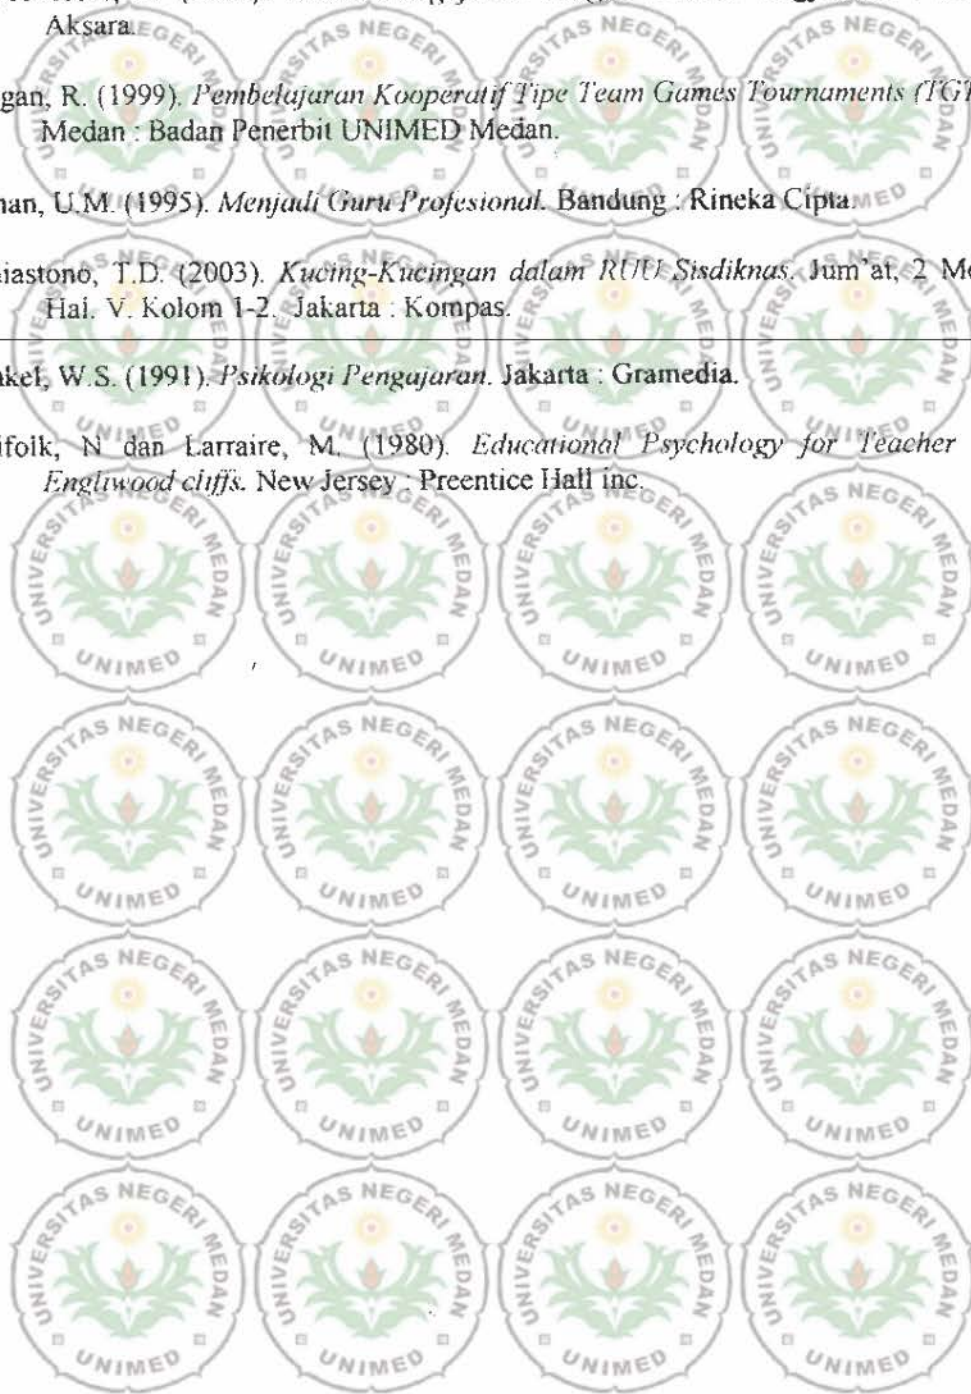 Aksara.
gan, R. (1999). Pembelajaran Kooperatif Tipe Team Games Tournaments (TGT
Medan : Badan Penerbit UNIMED Medan.
nan, U.M. (1995). Menjadi Guru Profesional. Bandung : Rineka Cipta.
iastono, T.D. (2003). Kucing-Kucingan dalam RUU Sisdiknas. Jum'at, 2 Me
Hal. V. Kolom 1-2. Jakarta : Kompas.
kel, W.S. (1991). Psikologi Pengajaran. Jakarta : Gramedia.
ifolk, N dan Larraire, M. (1980). Educational Psychology for Teacher
Engliwood cliffs. New Jersey : Preentice Hall inc.
UNIVERSITAS NEGERI MEDAN
UNIMED